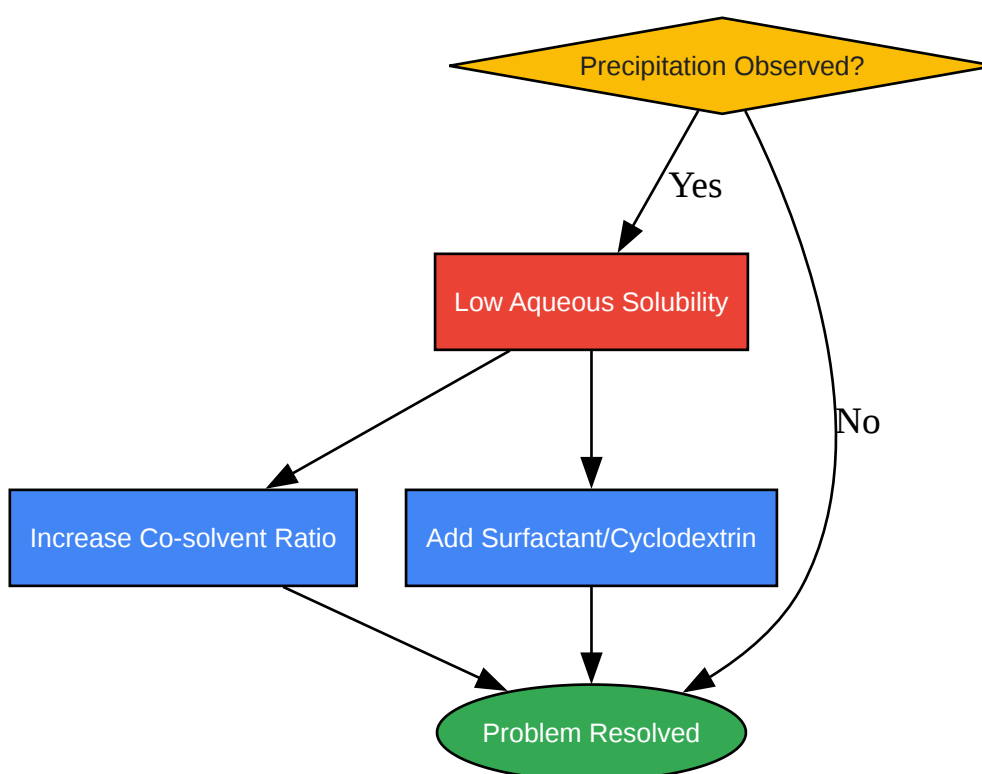 Precipitation Observed?
Yes
Low Aqueous Solubility
No
Increase Co-solvent Ratio
Add Surfactant/Cyclodextrin
Problem Resolved